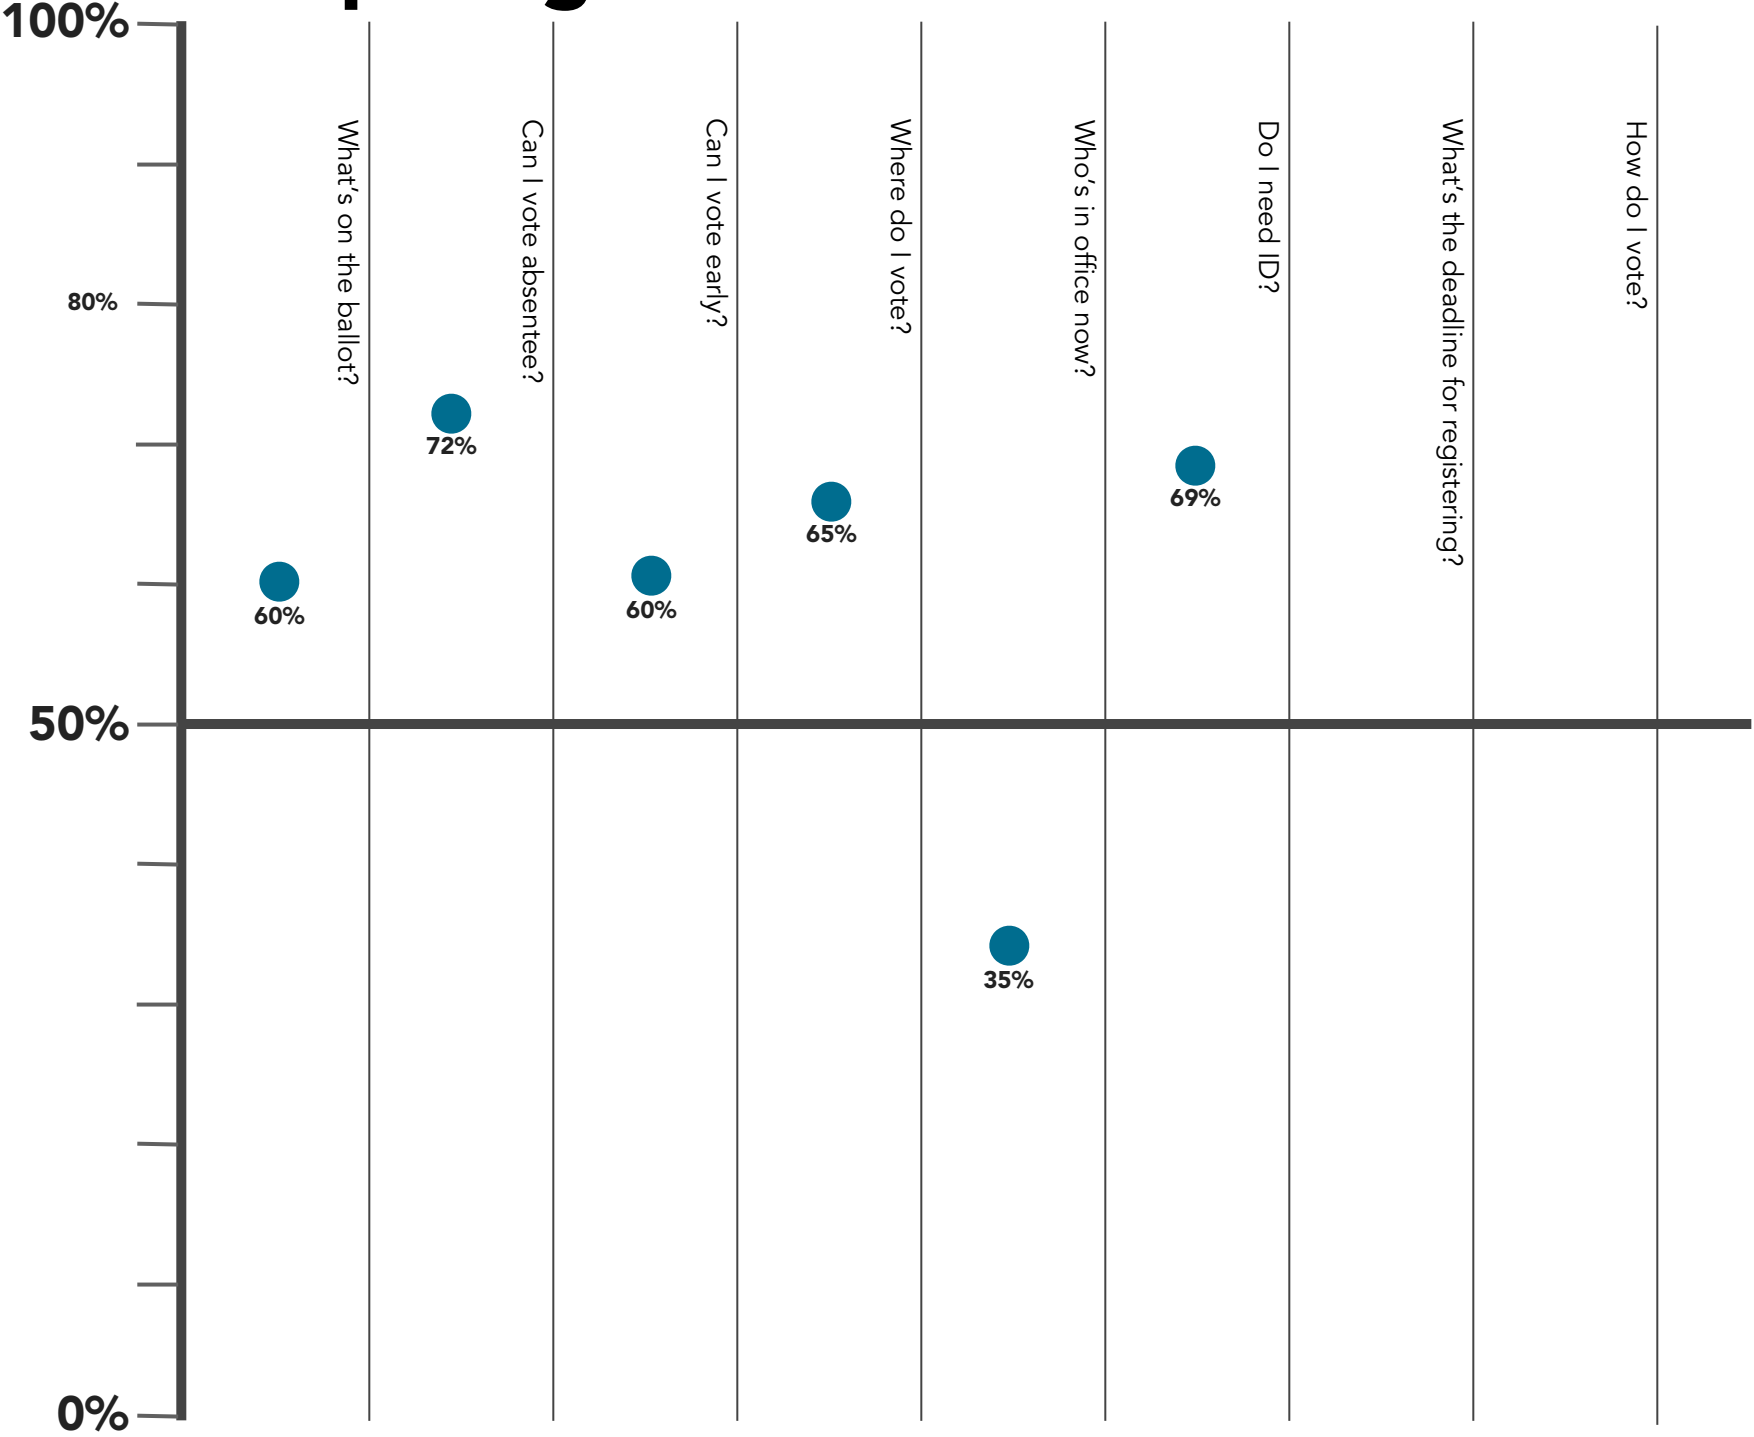 100%
80%
50%
0%
What's on the ballot?
Can I vote absentee?
Can I vote early?
Where do I vote?
Who's in office now?
Do I need ID?
What's the deadline for registering?
How do I vote?
60%
72%
60%
65%
35%
69%